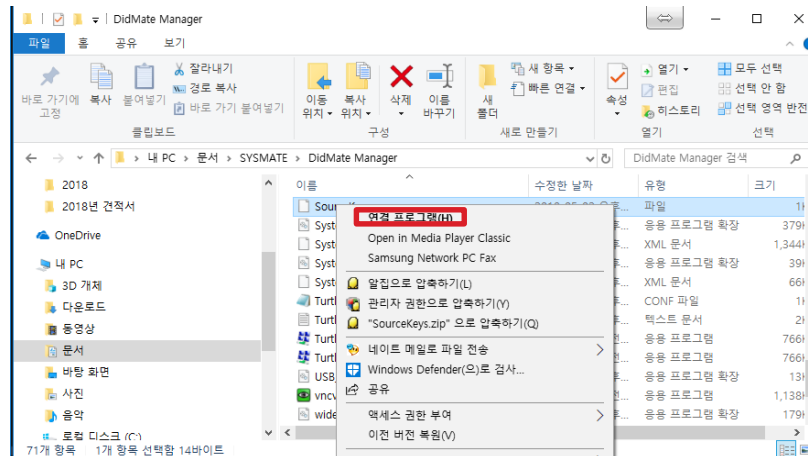 DidMate Manager
파일 홈 공유 보기
바로 가기에 고정
복사
붙여넣기
잘라내기
경로 복사
바로 가기 붙여넣기
클립보드
이동 위치
복사 위치
삭제
이름 바꾸기
구성
새 폴더
새 항목
빠른 연결
새로 만들기
속성
열기
편집
히스토리
열기
모두 선택
선택 안 함
선택 영역 반전
선택
내 PC > 문서 > SYSMATE > DidMate Manager
DidMate Manager 검색
2018
2018년 견적서
OneDrive
내 PC
3D 개체
다운로드
동영상
문서
바탕 화면
사진
음악
로컬 디스크 (C:)
이름 수정한 날짜 유형 크기
파일
응용 프로그램 확장 379
XML 문서 1,344
응용 프로그램 확장 39
XML 문서 66
CONF 파일
텍스트 문서
응용 프로그램 766
응용 프로그램 766
응용 프로그램 확장 13
응용 프로그램 1,138
응용 프로그램 확장 179
연결 프로그램(H)
Open in Media Player Classic
Samsung Network PC Fax
알집으로 압축하기(L)
관리자 권한으로 압축하기(Y)
"SourceKeys.zip" 으로 압축하기(Q)
네이트 메일로 파일 전송
Windows Defender(으)로 검사...
공유
액세스 권한 부여
이전 버전 복원(V)
71개 항목 1개 항목 선택함 14바이트